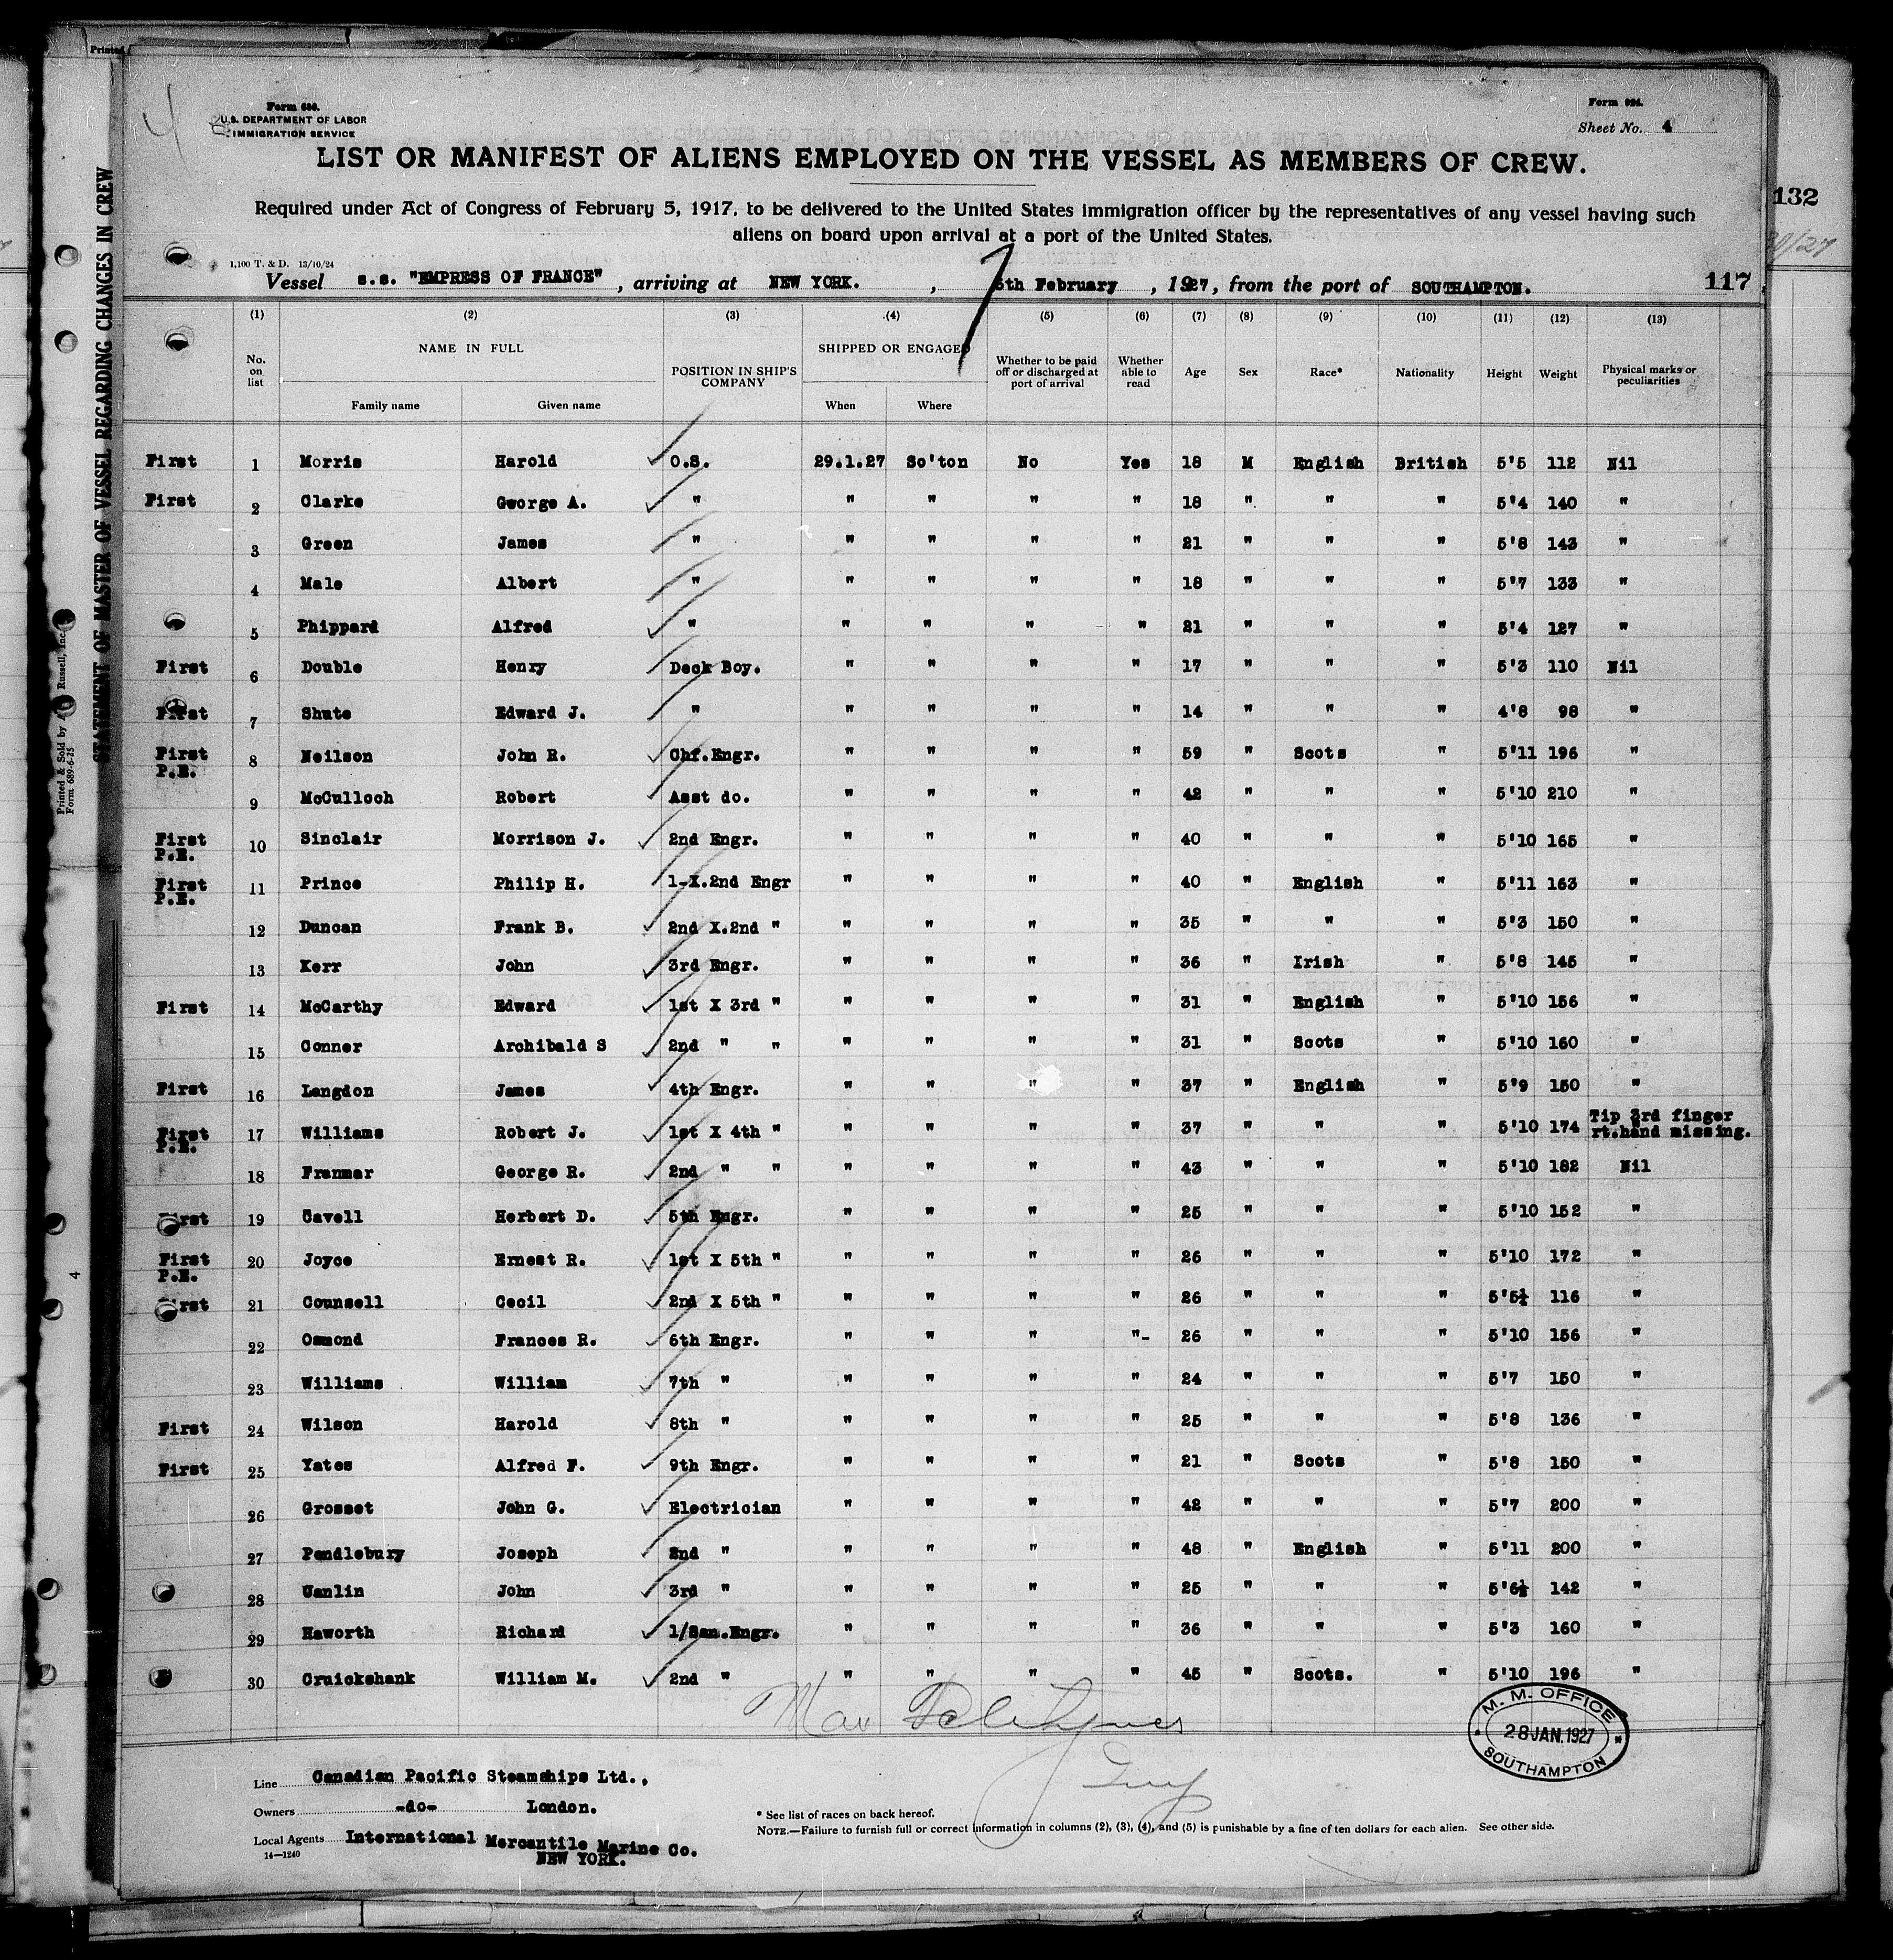 Printed
Form 680.
U.S. DEPARTMENT OF LABOR
IMMIGRATION SERVICE
Sheet No. 4
LIST OR MANIFEST OF ALIENS EMPLOYED ON THE VESSEL AS MEMBERS OF CREW.
132
Required under Act of Congress of February 5, 1917, to be delivered to the United States immigration officer by the representatives of any vessel having such
aliens on board upon arrival at a port of the United States.
1,100 T. & D. 13/10/24
Vessel s.s. "EMPRESS OF FRANCE", arriving at NEW YORK. , 5th February , 1927, from the port of SOUTHAMPTON.
117
STATEMENT OF MASTER OF VESSEL REGARDING CHANGES IN CREW
(1) (2) (3) (4) (5) (6) (7) (8) (9) (10) (11) (12) (13)
No. on list NAME IN FULL Family name Given name POSITION IN SHIP'S COMPANY SHIPPED OR ENGAGED When Where Whether to be paid off or discharged at port of arrival Whether able to read Age Sex Race* Nationality Height Weight Physical marks or peculiarities
First 1 Morris Harold O.S. 29.1.27 So'ton No Yes 18 M English British 5'5 112 Nil
First 2 Clarke Gworge A. " " " " " 18 " " " 5'4 140 "
3 Green James " " " " " 21 " " " 5'8 143 "
4 Male Albert " " " " " 18 " " " 5'7 133 "
5 Phippard Alfred " " " " " 21 " " " 5'4 127 "
First 6 Double Henry Deck Boy. " " " " 17 " " " 5'3 110 Nil
First 7 Shute Edward J. " " " " " 14 " " " 4'8 98 "
First P.E. 8 Neilson John R. Chf.Engr. " " " " 59 " Scots " 5'11 196 "
9 McCulloch Robert Asst do. " " " " 42 " " " 5'10 210 "
First P.E. 10 Sinclair Morrison J. 2nd Engr. " " " " 40 " " " 5'10 165 "
First P.E. 11 Prince Philip H. 1-X.2nd Engr " " " " 40 " English " 5'11 163 "
12 Duncan Frank B. 2nd X.2nd " " " " " 35 " " " 5'3 150 "
13 Kerr John 3rd Engr. " " " " 36 " Irish " 5'8 145 "
First 14 McCarthy Edward 1st X 3rd " " " " " 31 " English " 5'10 156 "
15 Conner Archibald S 2nd " " " " " " 31 " Scots " 5'10 160 "
First 16 Langdon James 4th Engr. " " " " 37 " English " 5'9 150 "
First P.E. 17 Williams Robert J. 1st X 4th " " " " " 37 " " " 5'10 174 Tip 3rd finger rt.hand missing.
18 Franmar George R. 2nd " " " " " " 43 " " " 5'10 182 Nil
First 19 Cavell Herbert D. 5th Engr. " " " " 25 " " " 5'10 152 "
First P.E. 20 Joyce Ernest R. 1st X 5th " " " " " 26 " " " 5'10 172 "
First 21 Counsell Cecil 2nd X 5th " " " " " 26 " " " 5'5½ 116 "
22 Osmond Frances R. 6th Engr. " " " "- 26 " " " 5'10 156 "
23 Williams William 7th " " " " " 24 " " " 5'7 150 "
First 24 Wilson Harold 8th " " " " " 25 " " " 5'8 136 "
First 25 Yates Alfred F. 9th Engr. " " " " 21 " Scots " 5'8 150 "
26 Grosset John G. Electrician " " " " 42 " " " 5'7 200 "
27 Pendlebury Joseph 2nd " " " " " 48 " English " 5'11 200 "
28 Canlin John 3rd " " " " " 25 " " " 5'6½ 142 "
29 Haworth Richard 1/San.Engr. " " " " 36 " " " 5'3 160 "
30 Cruickshank William M. 2nd " " " " " 45 " Scots. " 5'10 196 "
M. M. OFFICE
28 JAN. 1927
SOUTHAMPTON
Line Canadian Pacific Steamships Ltd.,
Owners -do- London.
Local Agents International Mercantile Marine Co.
NEW YORK.
14—1240
* See list of races on back hereof.
NOTE.—Failure to furnish full or correct information in columns (2), (3), (4), and (5) is punishable by a fine of ten dollars for each alien. See other side.
Form 689-6-25
4